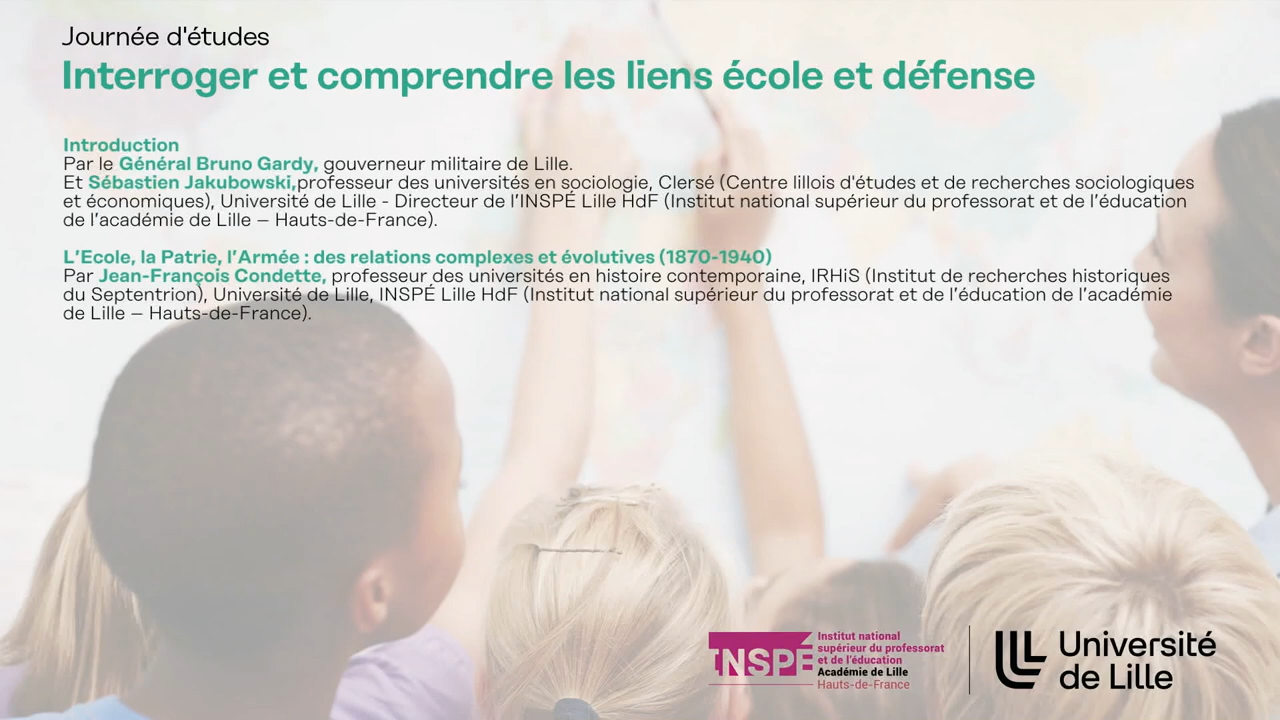 Journée d'études
Interroger et comprendre les liens école et défense
Introduction
Par le Général Bruno Gardy, gouverneur militaire de Lille.
Et Sébastien Jakubowski,professeur des universités en sociologie, Clersé (Centre lillois d'études et de recherches sociologiques
et économiques), Université de Lille - Directeur de l’INSPÉ Lille HdF (Institut national supérieur du professorat et de l’éducation
de l’académie de Lille – Hauts-de-France).
L’Ecole, la Patrie, l’Armée : des relations complexes et évolutives (1870-1940)
Par Jean-François Condette, professeur des universités en histoire contemporaine, IRHiS (Institut de recherches historiques
du Septentrion), Université de Lille, INSPÉ Lille HdF (Institut national supérieur du professorat et de l’éducation de l’académie
de Lille – Hauts-de-France).
INSPÉ
Institut national
supérieur du professorat
et de l'éducation
Académie de Lille
Hauts-de-France
Université
de Lille